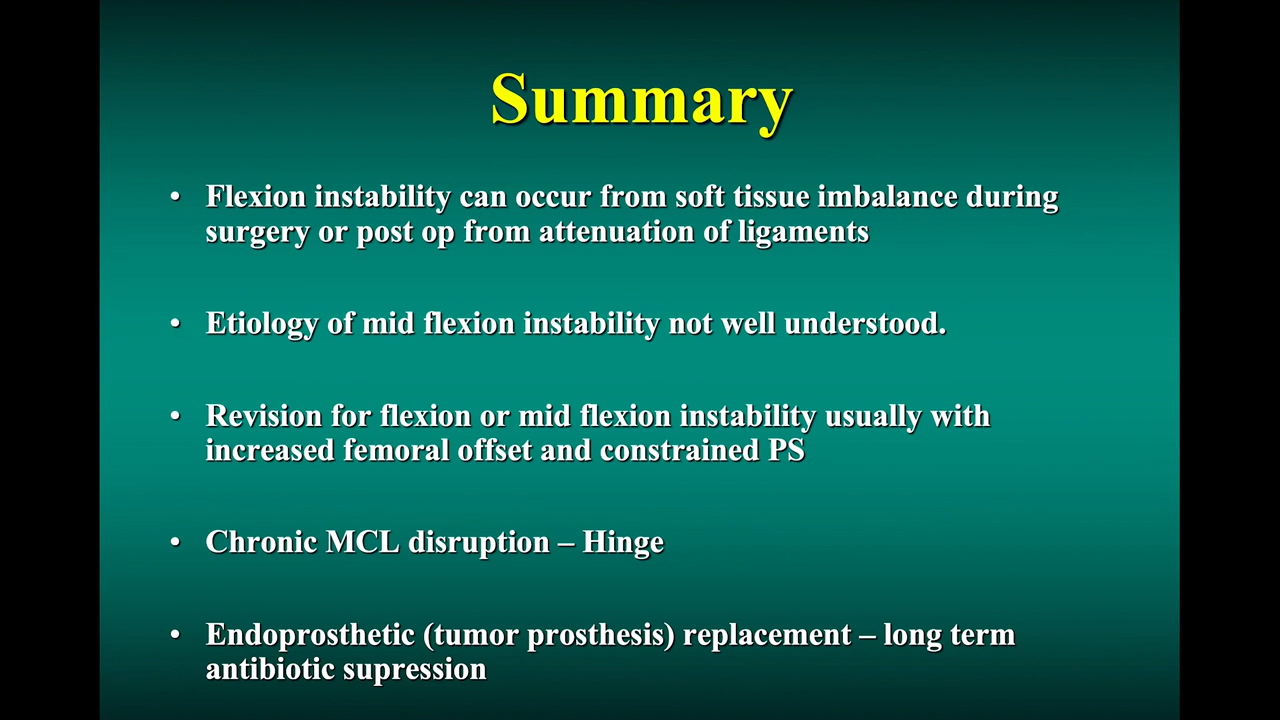 Summary
• Flexion instability can occur from soft tissue imbalance during
surgery or post op from attenuation of ligaments
• Etiology of mid flexion instability not well understood.
• Revision for flexion or mid flexion instability usually with
increased femoral offset and constrained PS
• Chronic MCL disruption – Hinge
• Endoprosthetic (tumor prosthesis) replacement – long term
antibiotic supression